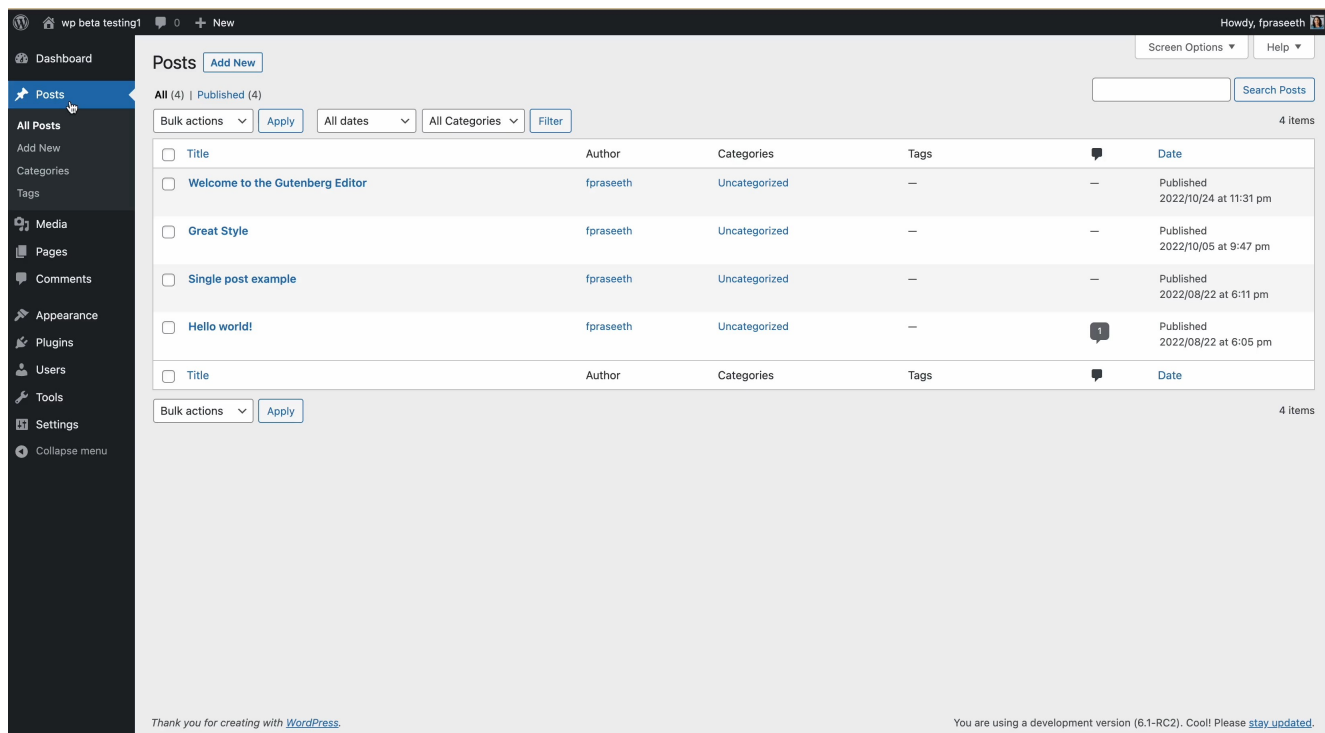 wp beta testing1 0 + New Howdy, fpraseeth
Dashboard
Posts
All Posts
Add New
Categories
Tags
Media
Pages
Comments
Appearance
Plugins
Users
Tools
Settings
Collapse menu
Screen Options ▼ Help ▼
Posts Add New
All (4) | Published (4)
Search Posts
Bulk actions Apply All dates All Categories Filter 4 items
Title Author Categories Tags Date
Welcome to the Gutenberg Editor fpraseeth Uncategorized — — Published
2022/10/24 at 11:31 pm
Great Style fpraseeth Uncategorized — — Published
2022/10/05 at 9:47 pm
Single post example fpraseeth Uncategorized — — Published
2022/08/22 at 6:11 pm
Hello world! fpraseeth Uncategorized — 1 Published
2022/08/22 at 6:05 pm
Title Author Categories Tags Date
Bulk actions Apply 4 items
Thank you for creating with WordPress. You are using a development version (6.1-RC2). Cool! Please stay updated.